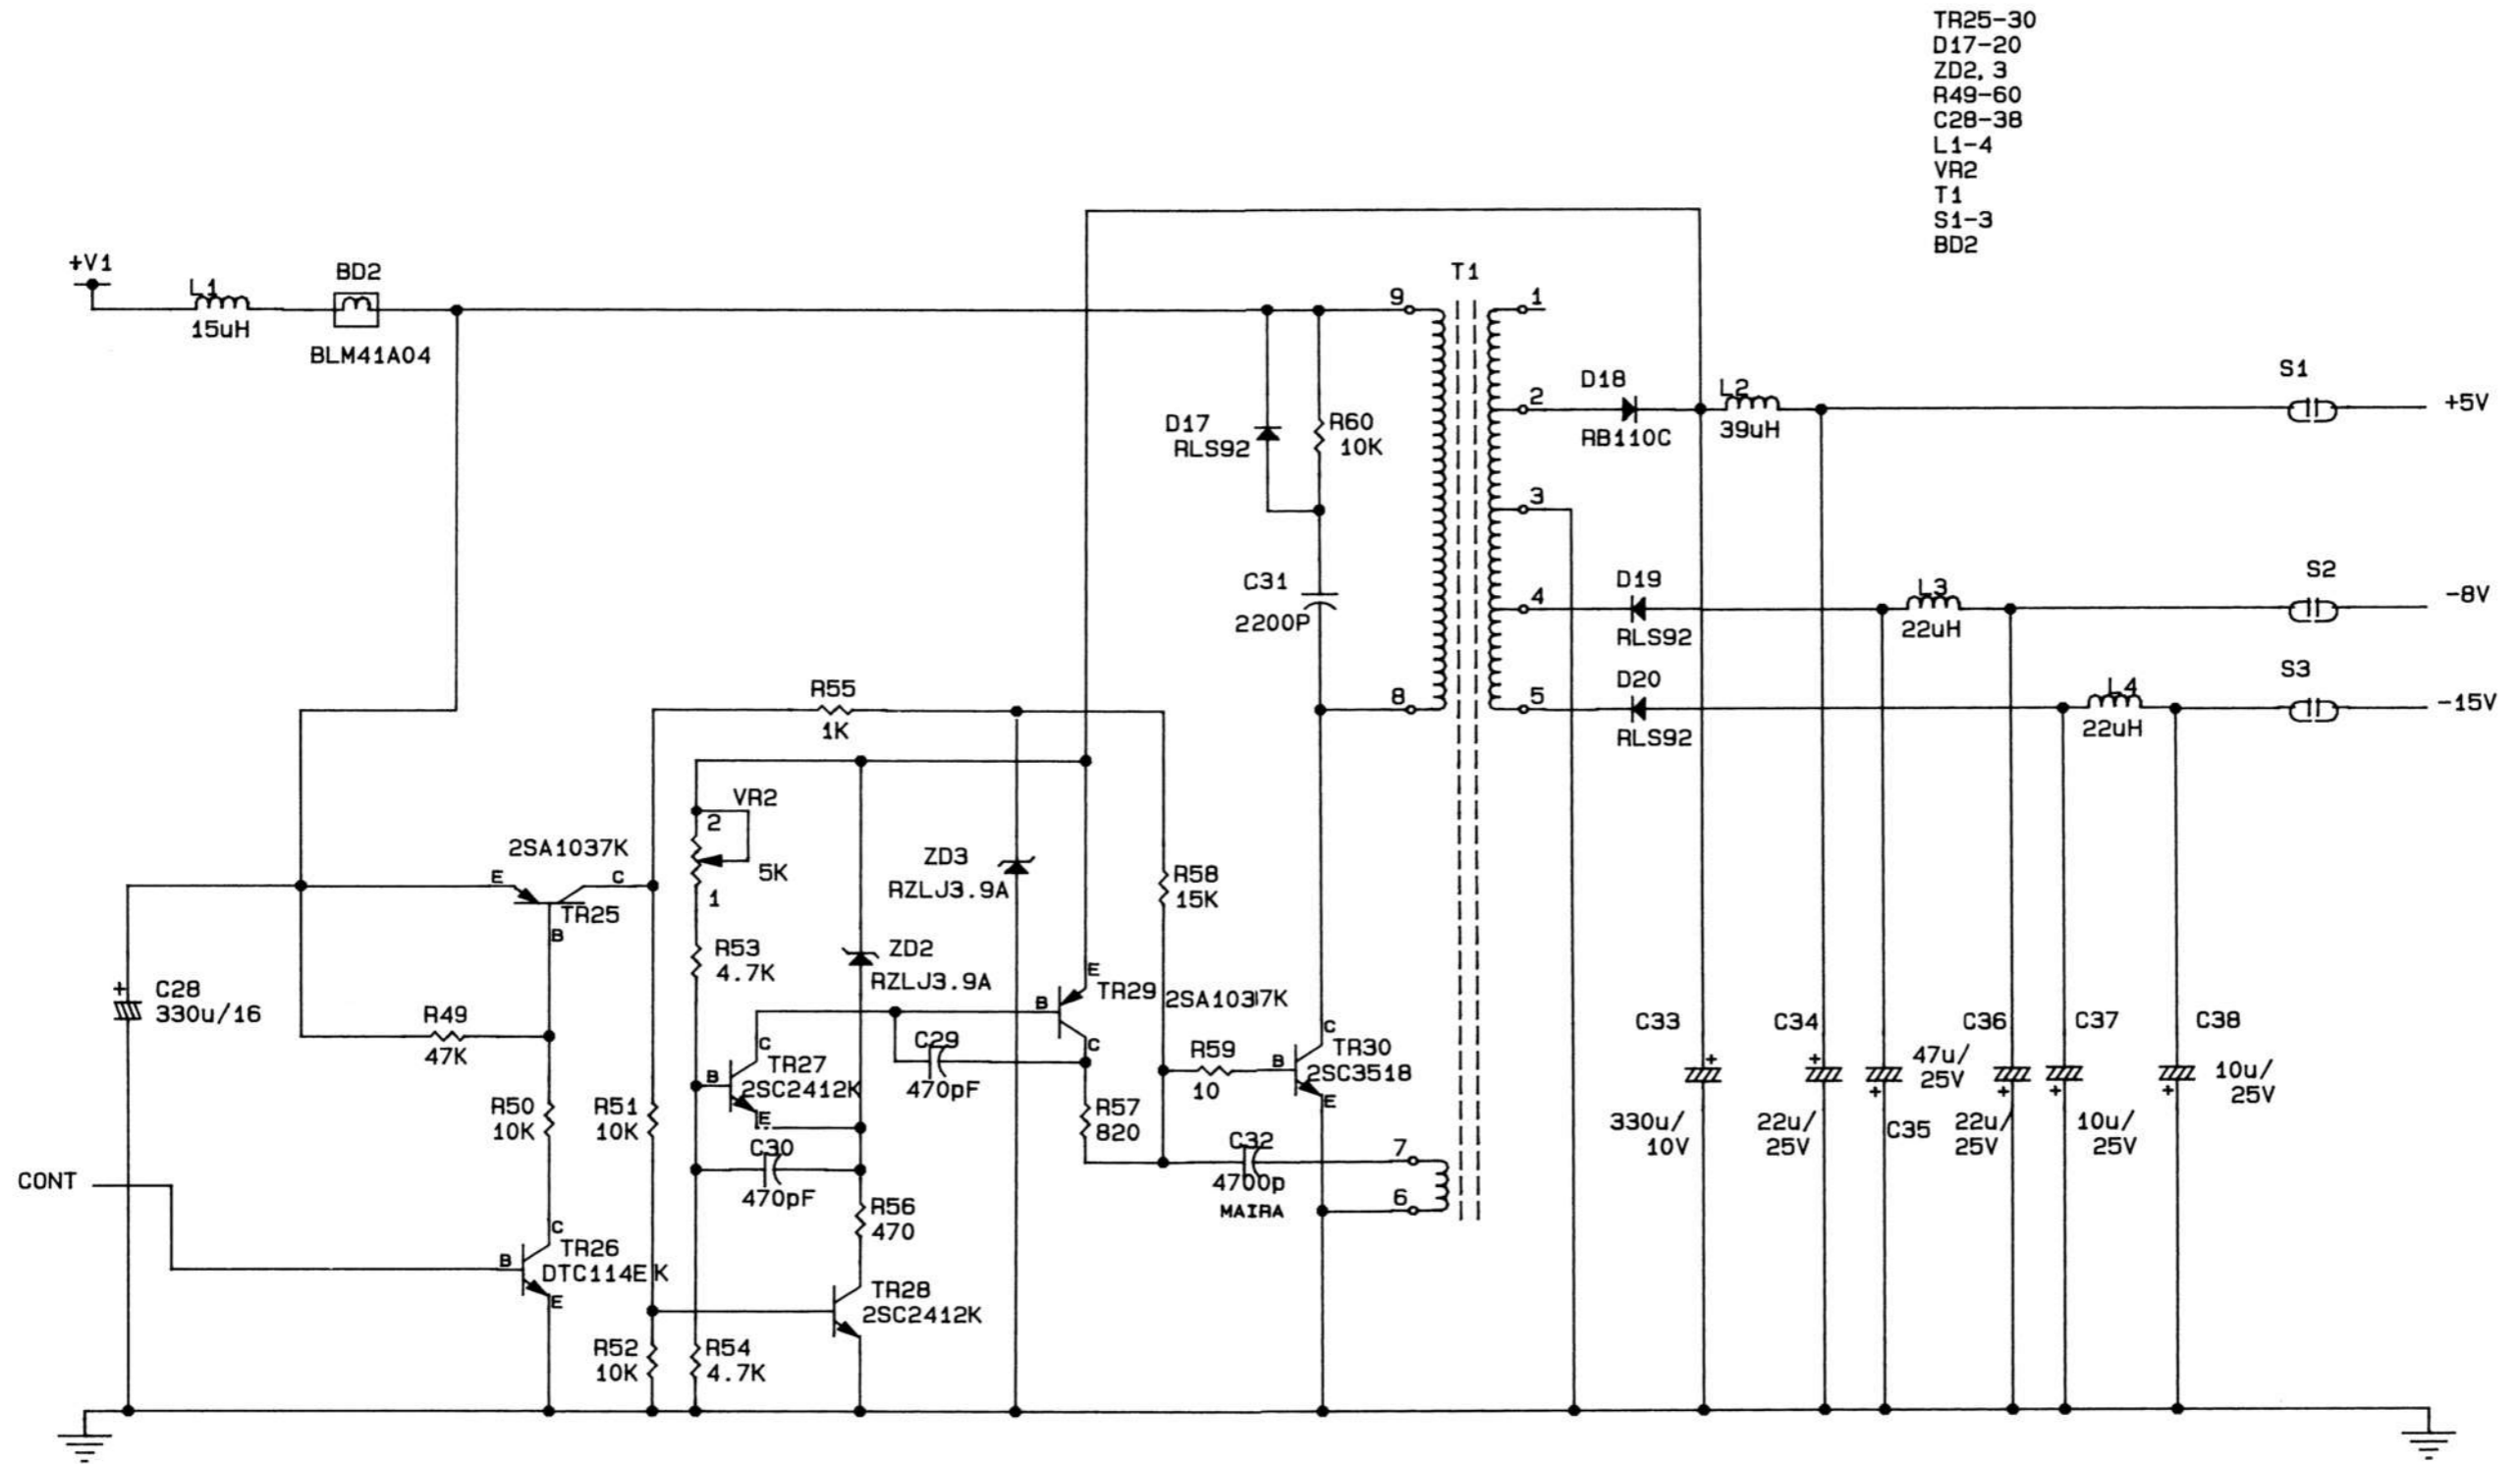 TR25-30
D17-20
ZD2, 3
R49-60
C28-38
L1-4
VR2
T1
S1-3
BD2
+V1
L1
15uH
BD2
BLM41A04
T1
9
1
D17
RLS92
R60
10K
2
D18
RB110C
L2
39uH
S1
+5V
3
C31
2200P
4
D19
RLS92
L3
22uH
S2
-8V
8
5
D20
RLS92
L4
22uH
S3
-15V
R55
1K
VR2
2
5K
1
2SA1037K
E
C
TR25
B
ZD3
RZLJ3.9A
R58
15K
R53
4.7K
ZD2
RZLJ3.9A
C28
+
330u/16
R49
47K
E
B
TR29
2SA1037K
C
C29
470pF
C
B
TR27
2SC2412K
E
R59
10
B
C
TR30
2SC3518
E
R50
10K
R51
10K
R57
820
C30
470pF
C32
4700p
MAIRA
7
6
C33
+
330u/
10V
C34
+
22u/
25V
47u/
25V
+
C35
C36
+
22u/
25V
C37
+
10u/
25V
C38
+
10u/
25V
CONT
R56
470
C
B
TR26
DTC114EK
E
TR28
2SC2412K
R52
10K
R54
4.7K